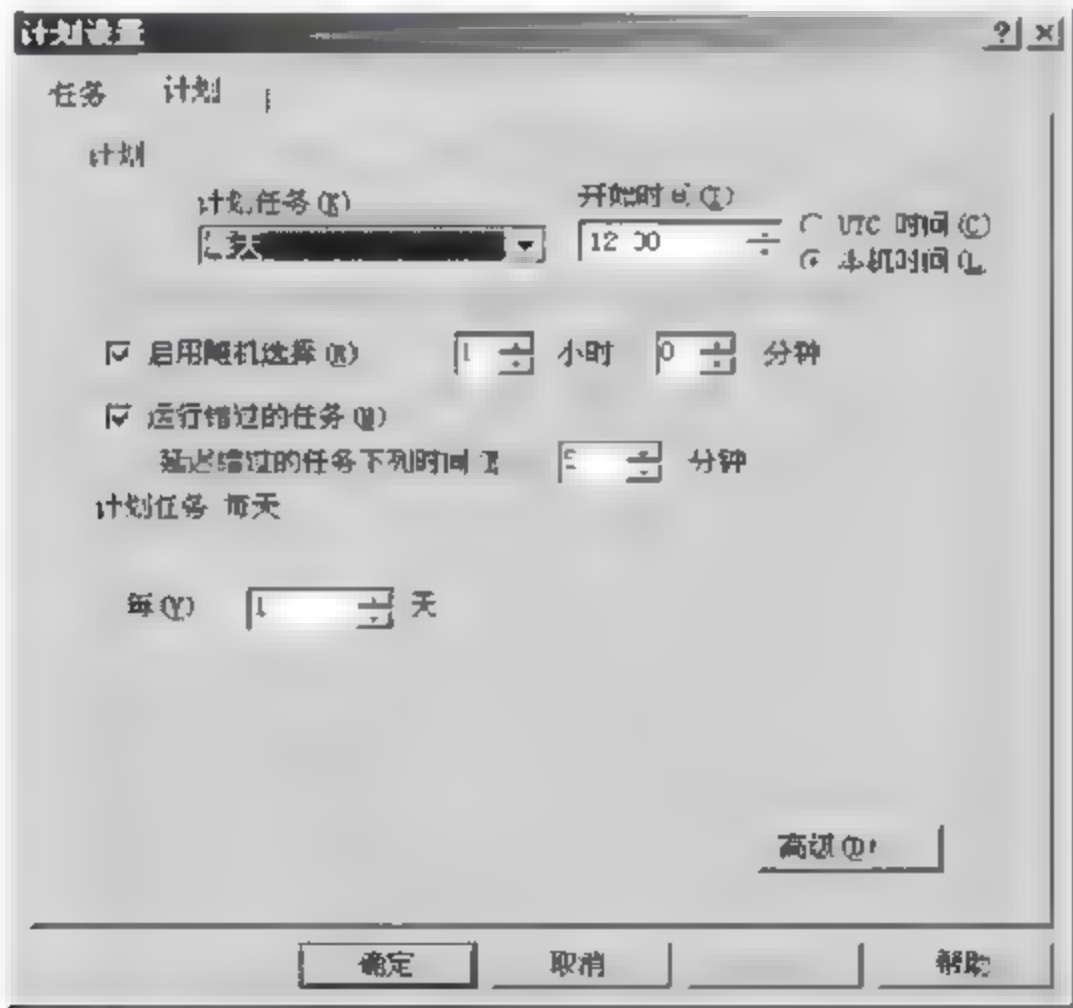 计划设置
任务 计划
计划
计划任务(K) 开始时间(T)
每天 12 00 UTC 时间(C)
本机时间(L
启用随机选择(R) 1 小时 0 分钟
运行错过的任务(M)
延迟错过的任务下列时间 分钟
计划任务 每天
每(Y) 1 天
高级
确定 取消 帮助